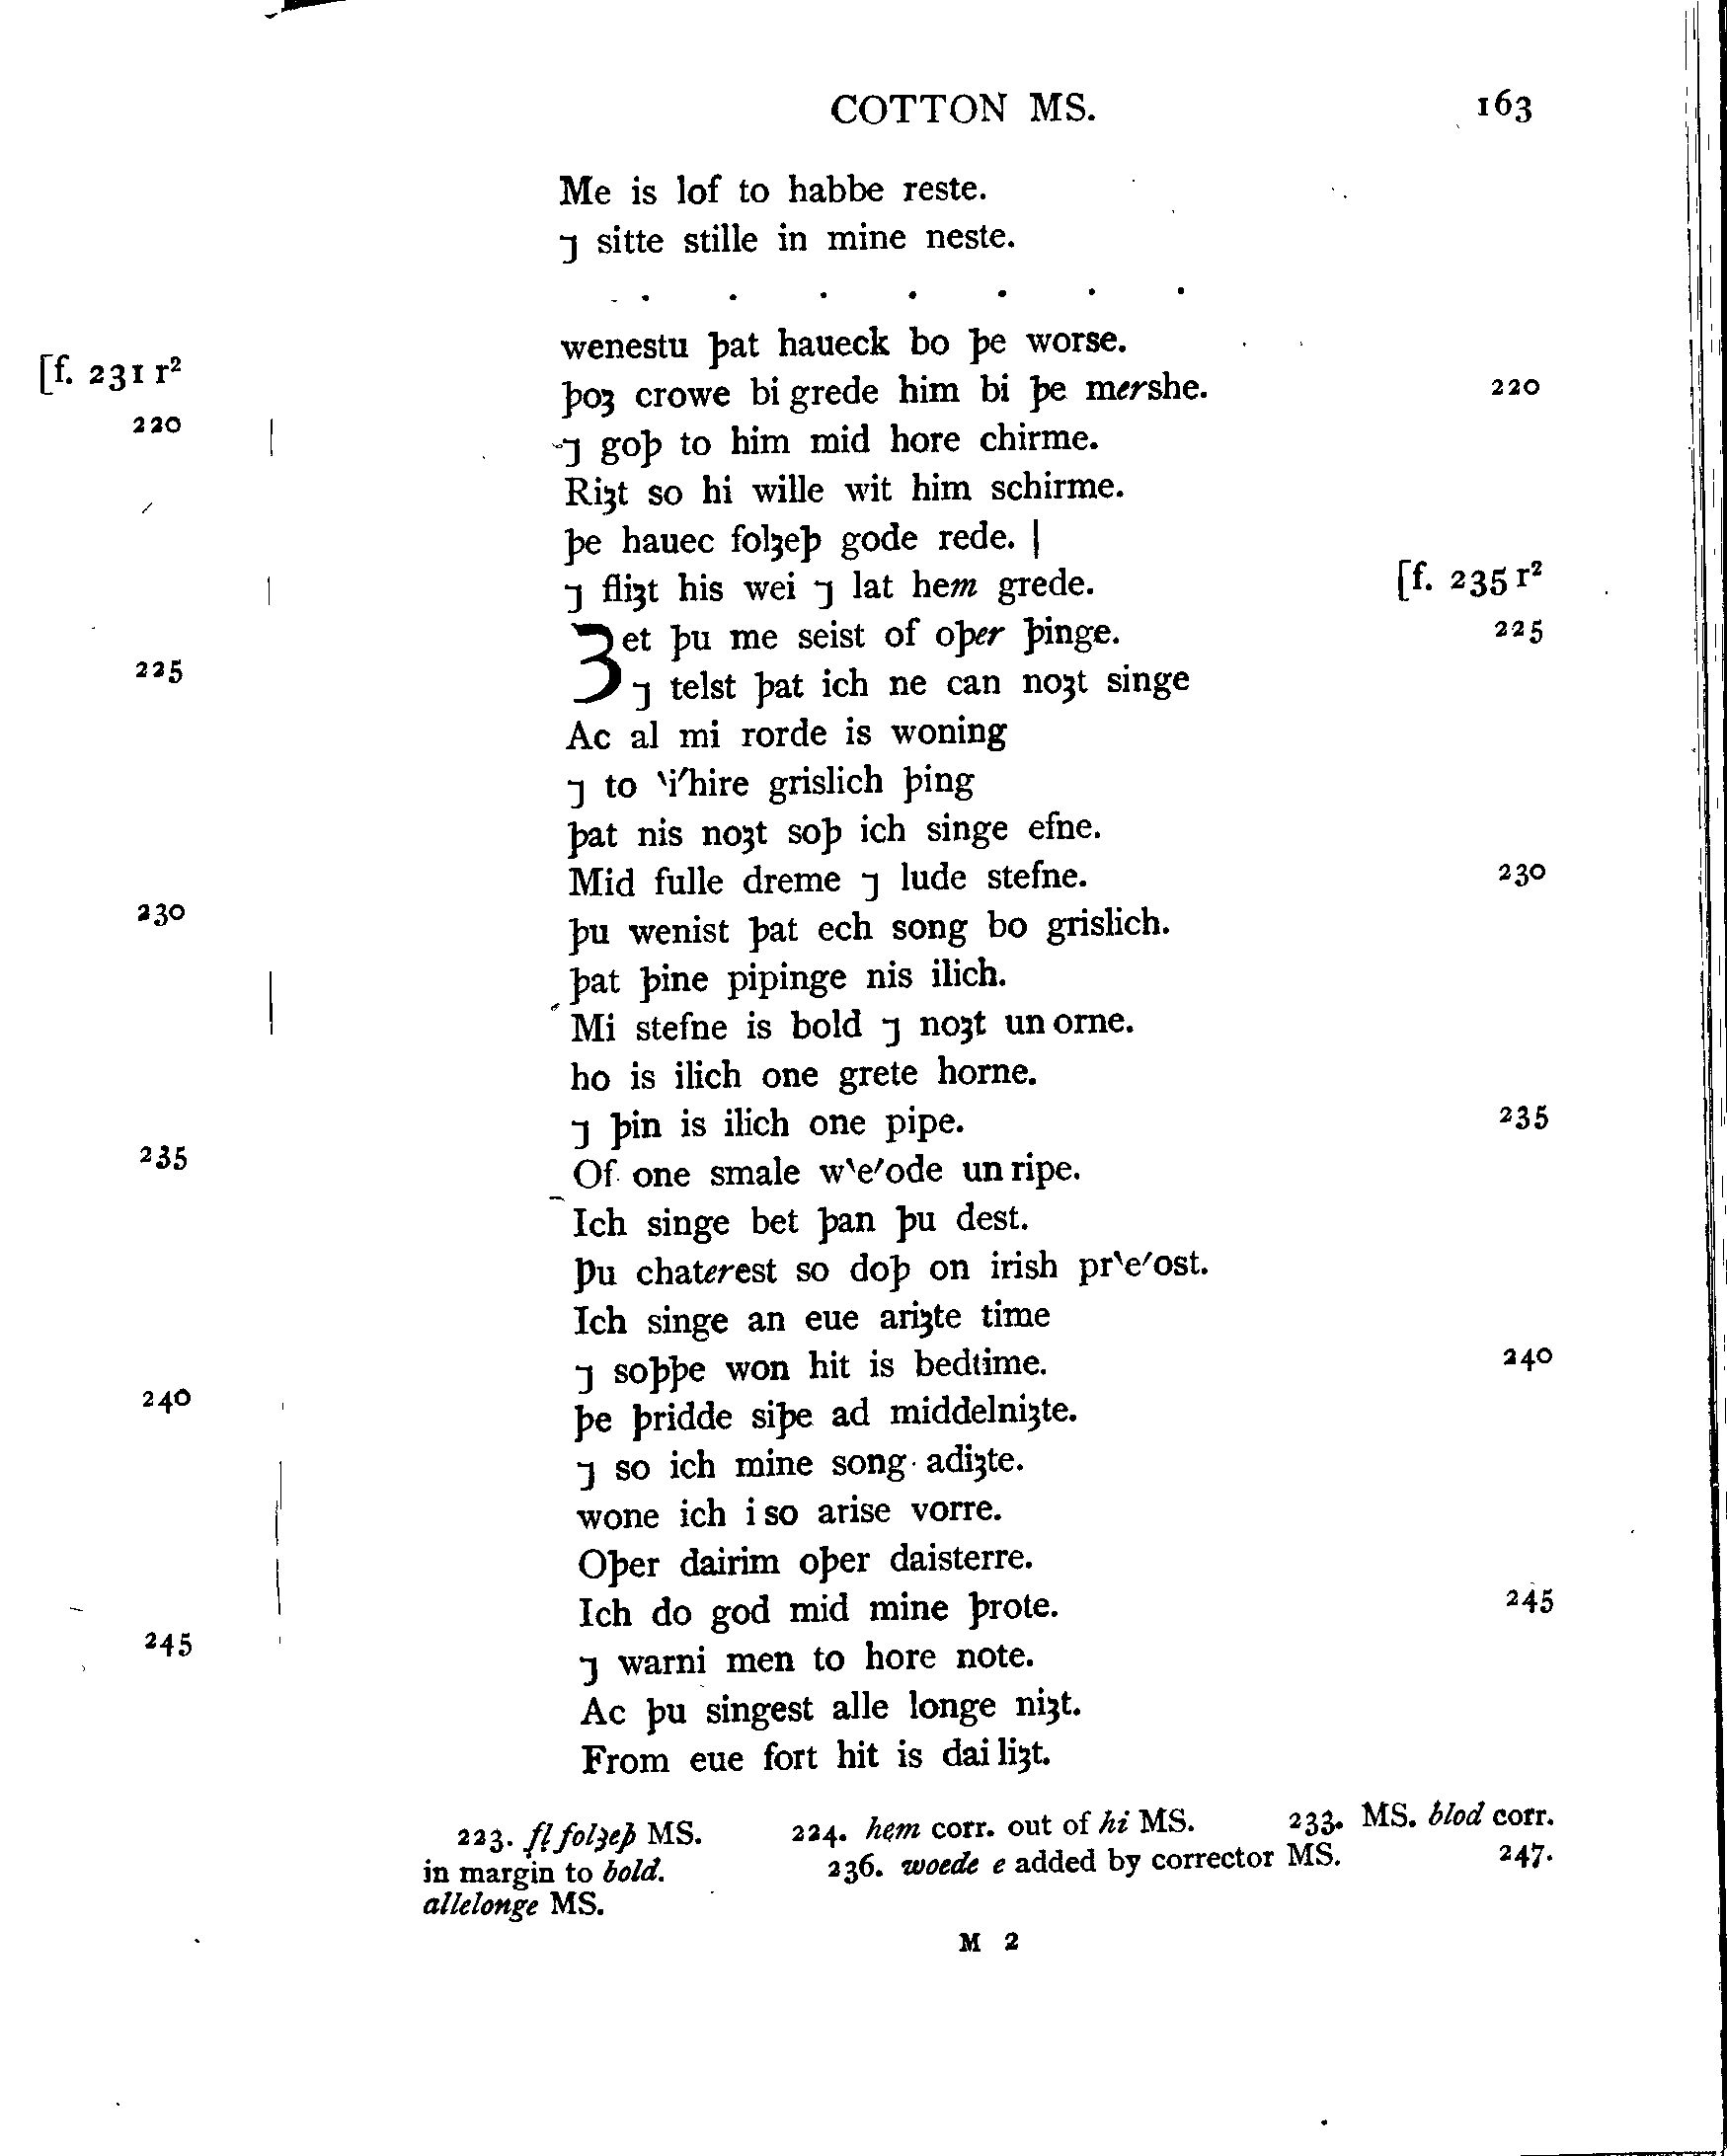 COTTON MS. 163
Me is lof to habbe reste.
⁊ sitte stille in mine neste.
. . . . . . .
wenestu þat haueck bo þe worse.
[f. 231 r²
þoȝ crowe bi grede him bi þe mershe. 220
220
⁊ goþ to him mid hore chirme.
Riȝt so hi wille wit him schirme.
þe hauec folȝeþ gode rede. |
⁊ fliȝt his wei ⁊ lat hem grede. [f. 235 r²
Ȝet þu me seist of oþer þinge. 225
225 ⁊ telst þat ich ne can noȝt singe
Ac al mi rorde is woning
⁊ to ‵i′hire grislich þing
þat nis noȝt soþ ich singe efne.
Mid fulle dreme ⁊ lude stefne. 230
230
þu wenist þat ech song bo grislich.
þat þine pipinge nis ilich.
Mi stefne is bold ⁊ noȝt un orne.
ho is ilich one grete horne.
⁊ þin is ilich one pipe. 235
235
Of one smale w‵e′ode un ripe.
Ich singe bet þan þu dest.
Þu chaterest so doþ on irish pr‵e′ost.
Ich singe an eue ariȝte time
⁊ soþþe won hit is bedtime. 240
240
þe þridde siþe ad middelniȝte.
⁊ so ich mine song adiȝte.
wone ich i so arise vorre.
Oþer dairim oþer daisterre.
Ich do god mid mine þrote. 245
245
⁊ warni men to hore note.
Ac þu singest alle longe niȝt.
From eue fort hit is dai liȝt.
223. fl̩ folȝeþ MS. 224. hem corr. out of hi MS. 233. MS. blod corr.
in margin to bold. 236. woede e added by corrector MS. 247.
allelonge MS.
M 2